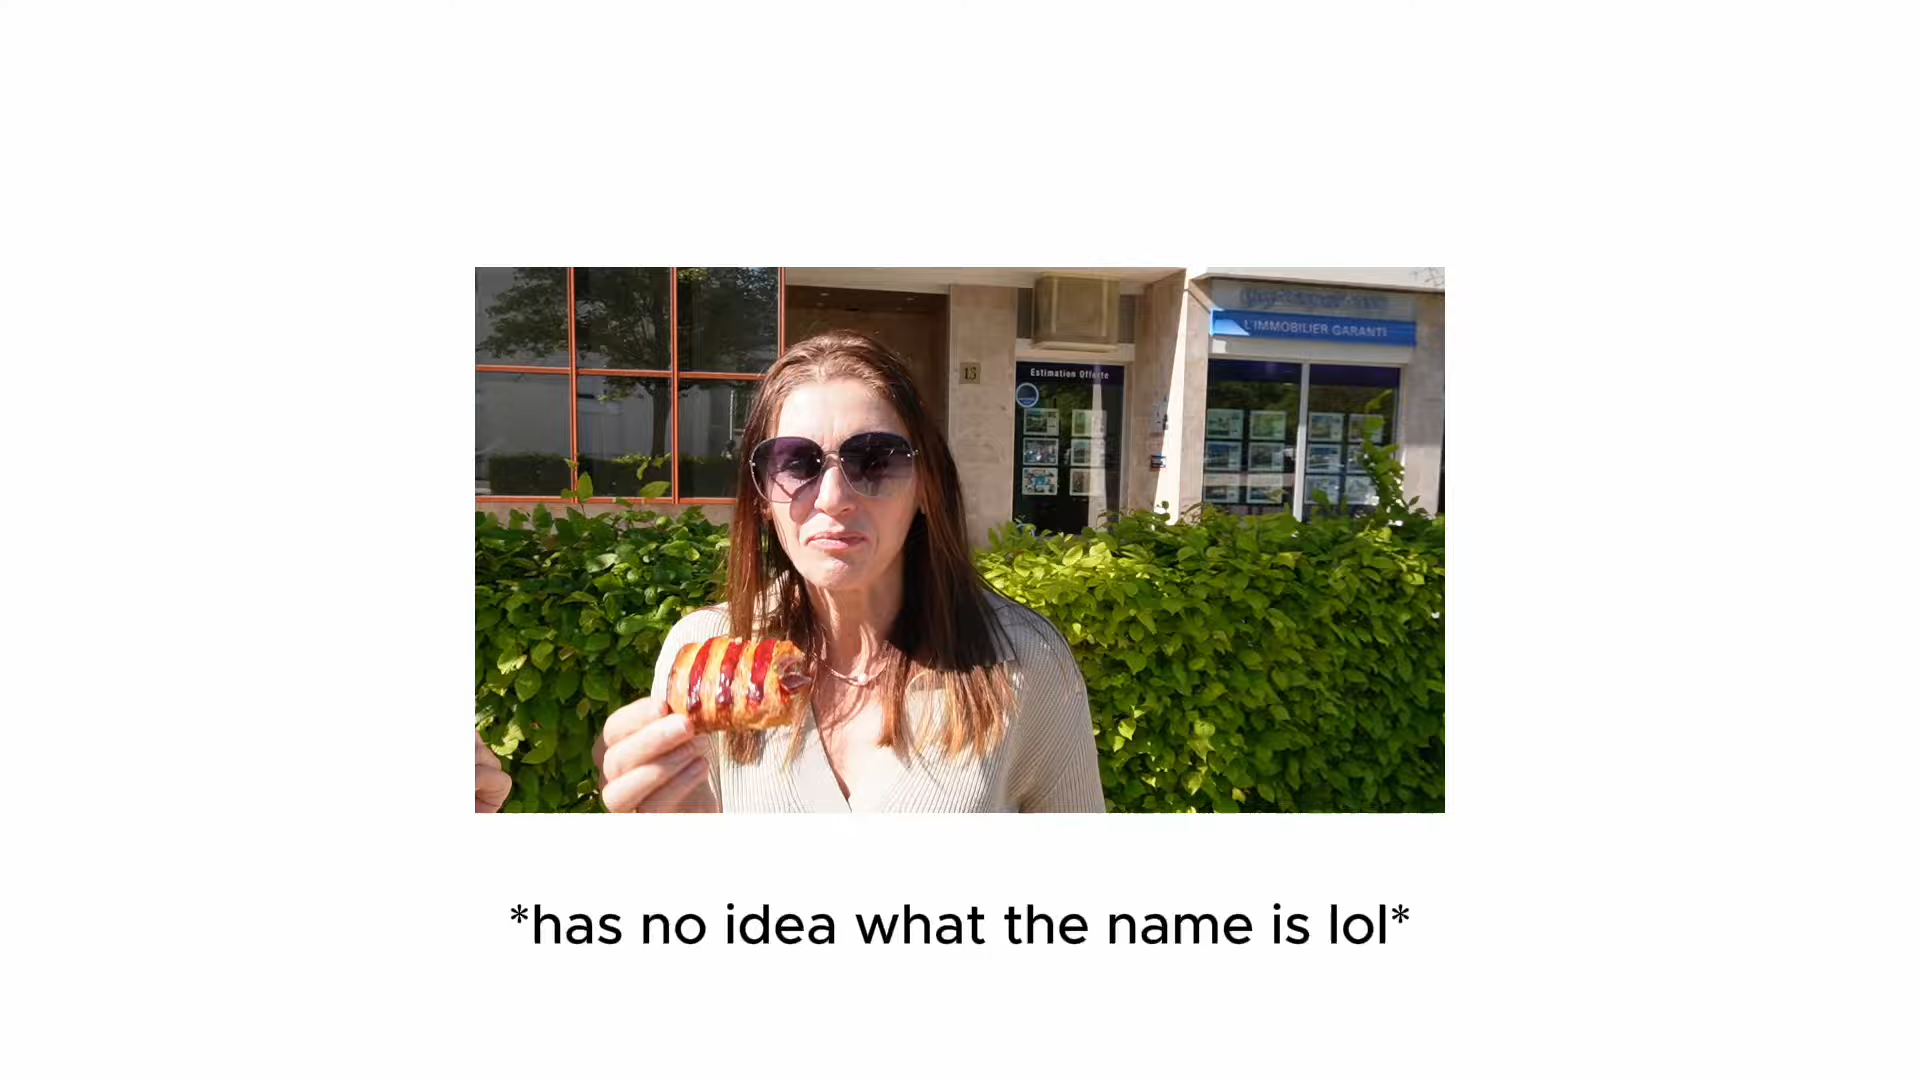 L'IMMOBILIER GARANTI
Estimation Offerte
13
*has no idea what the name is lol*